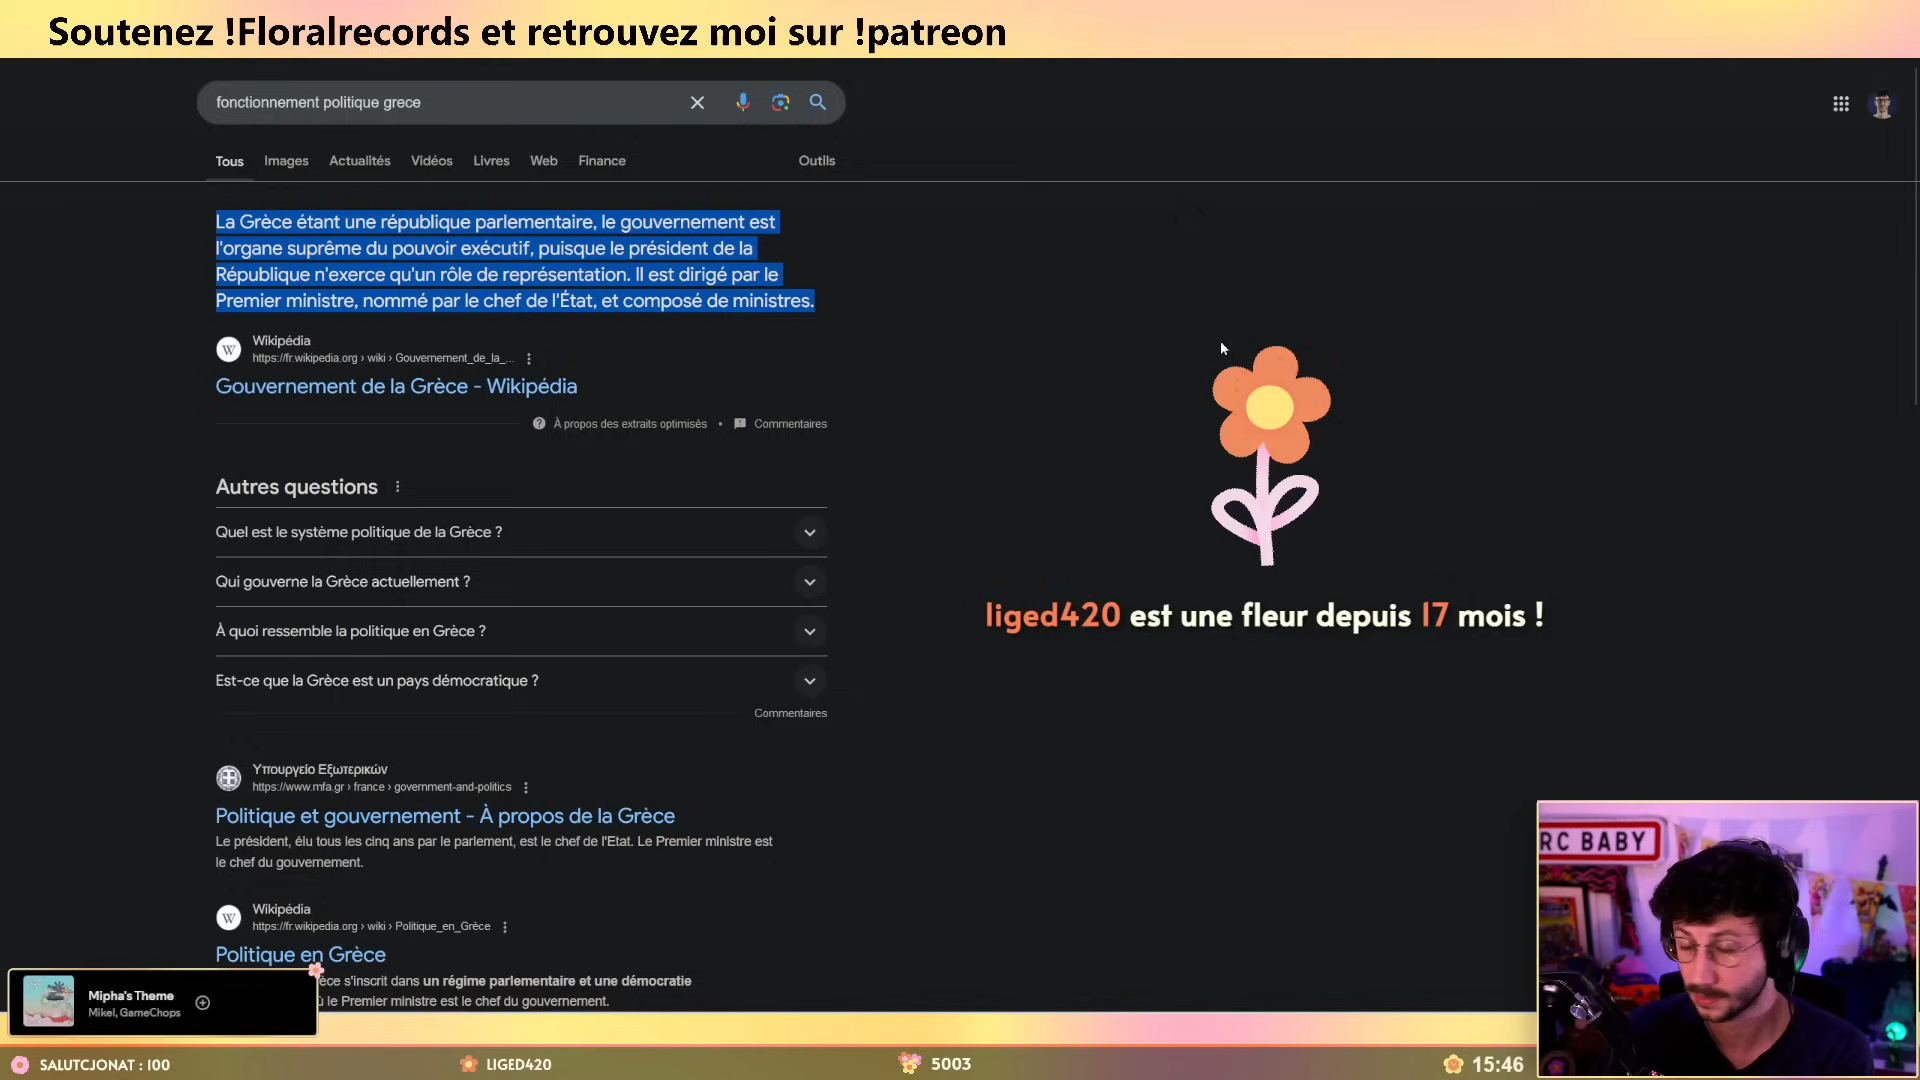 Soutenez !Floralrecords et retrouvez moi sur !patreon
fonctionnement politique grece
Tous Images Actualités Vidéos Livres Web Finance Outils
La Grèce étant une république parlementaire, le gouvernement est
l'organe suprême du pouvoir exécutif, puisque le président de la
République n'exerce qu'un rôle de représentation. Il est dirigé par le
Premier ministre, nommé par le chef de l'État, et composé de ministres.
W
Wikipédia
https://fr.wikipedia.org › wiki › Gouvernement_de_la_...
Gouvernement de la Grèce - Wikipédia
À propos des extraits optimisés • Commentaires
Autres questions
Quel est le système politique de la Grèce ?
Qui gouverne la Grèce actuellement ?
À quoi ressemble la politique en Grèce ?
Est-ce que la Grèce est un pays démocratique ?
Commentaires
liged420 est une fleur depuis 17 mois !
Υπουργείο Εξωτερικών
https://www.mfa.gr › france › government-and-politics
Politique et gouvernement - À propos de la Grèce
Le président, élu tous les cinq ans par le parlement, est le chef de l'Etat. Le Premier ministre est
le chef du gouvernement.
W
Wikipédia
https://fr.wikipedia.org › wiki › Politique_en_Grèce
Politique en Grèce
èce s'inscrit dans un régime parlementaire et une démocratie
ù le Premier ministre est le chef du gouvernement.
Mipha's Theme
Mikel, GameChops
RC BABY
SALUTCJONAT : 100
LIGED420
5003
15:46